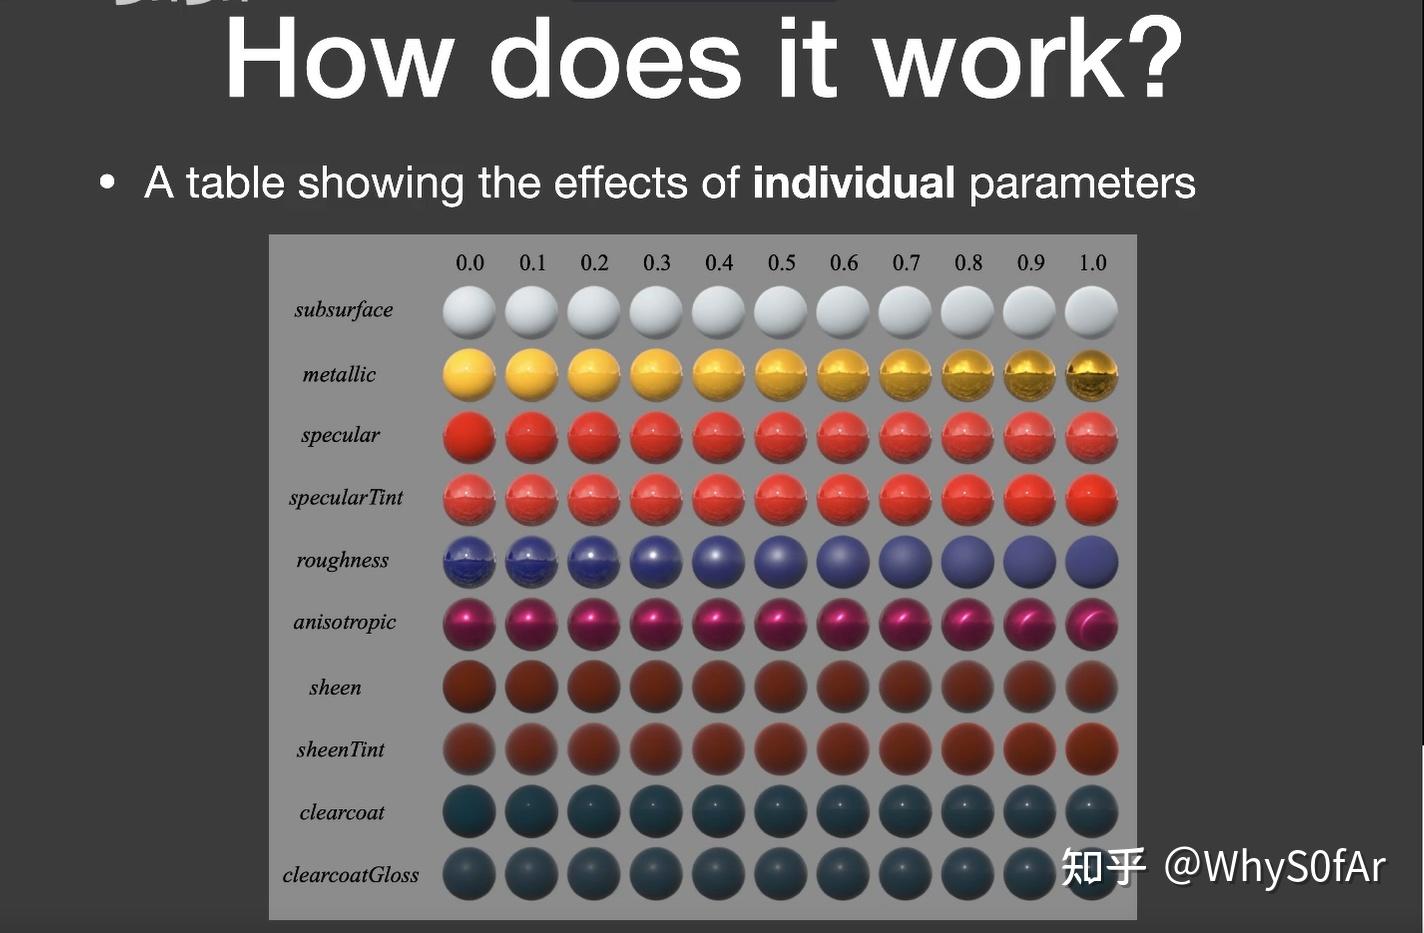 How does it work?
• A table showing the effects of individual parameters
0.0 0.1 0.2 0.3 0.4 0.5 0.6 0.7 0.8 0.9 1.0
subsurface
metallic
specular
specularTint
roughness
anisotropic
sheen
sheenTint
clearcoat
clearcoatGloss
知乎 @WhyS0fAr